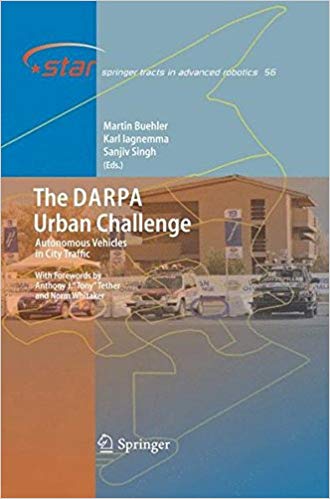 star
springer tracts in advanced robotics 56
Martin Buehler
Karl Iagnemma
Sanjiv Singh
(Eds.)
The DARPA
Urban Challenge
Autonomous Vehicles
in City Traffic
With Forewords by
Anthony J. "Tony" Tether
and Norm Whitaker
Springer